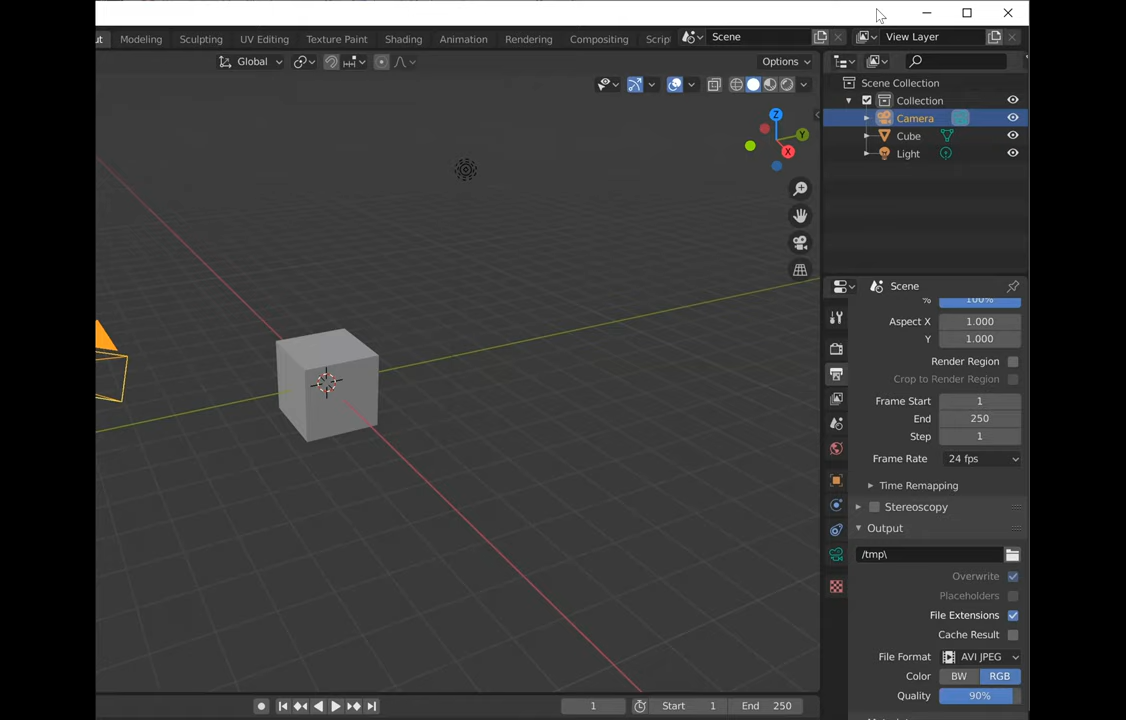 ut Modeling Sculpting UV Editing Texture Paint Shading Animation Rendering Compositing Script Scene View Layer
Global Options
Scene Collection
Collection
Camera
Cube
Light
Z
Y
X
Scene
% 100%
Aspect X 1.000
Y 1.000
Render Region
Crop to Render Region
Frame Start 1
End 250
Step 1
Frame Rate 24 fps
Time Remapping
Stereoscopy
Output
/tmp\
Overwrite
Placeholders
File Extensions
Cache Result
File Format AVI JPEG
Color BW RGB
Quality 90%
1 Start 1 End 250